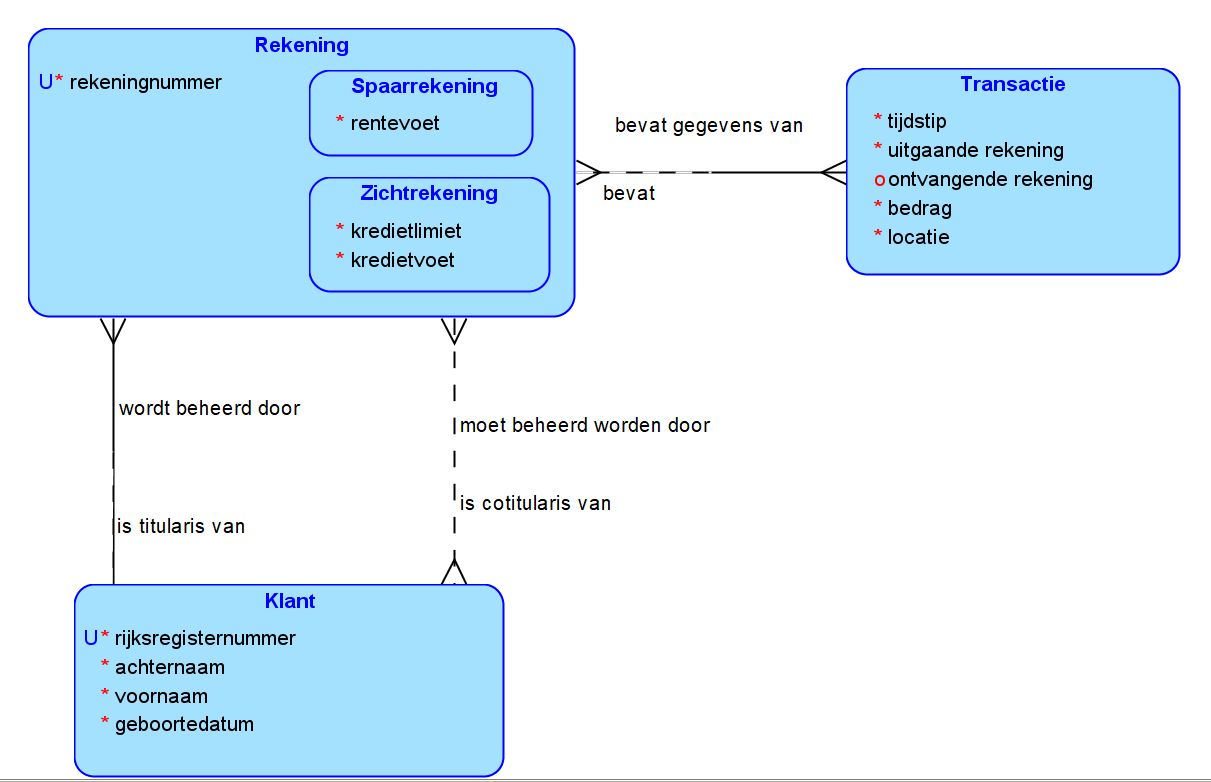 Rekening
U* rekeningnummer
Spaarrekening
* rentevoet
Zichtrekening
* kredietlimiet
* kredietvoet
bevat gegevens van
bevat
Transactie
* tijdstip
* uitgaande rekening
o ontvangende rekening
* bedrag
* locatie
wordt beheerd door
is titularis van
moet beheerd worden door
is cotitularis van
Klant
U* rijksregisternummer
* achternaam
* voornaam
* geboortedatum